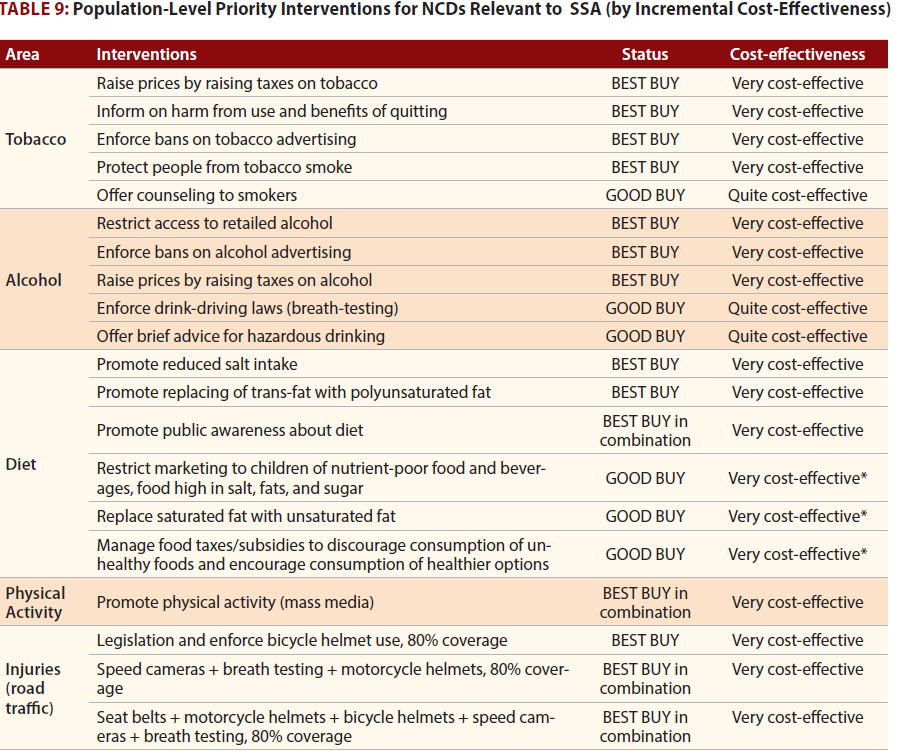 TABLE 9: Population-Level Priority Interventions for NCDs Relevant to SSA (by Incremental Cost-Effectiveness)
Area Interventions Status Cost-effectiveness
Tobacco
Raise prices by raising taxes on tobacco BEST BUY Very cost-effective
Inform on harm from use and benefits of quitting BEST BUY Very cost-effective
Enforce bans on tobacco advertising BEST BUY Very cost-effective
Protect people from tobacco smoke BEST BUY Very cost-effective
Offer counseling to smokers GOOD BUY Quite cost-effective
Alcohol
Restrict access to retailed alcohol BEST BUY Very cost-effective
Enforce bans on alcohol advertising BEST BUY Very cost-effective
Raise prices by raising taxes on alcohol BEST BUY Very cost-effective
Enforce drink-driving laws (breath-testing) GOOD BUY Quite cost-effective
Offer brief advice for hazardous drinking GOOD BUY Quite cost-effective
Diet
Promote reduced salt intake BEST BUY Very cost-effective
Promote replacing of trans-fat with polyunsaturated fat BEST BUY Very cost-effective
Promote public awareness about diet
BEST BUY in
combination
Very cost-effective
Restrict marketing to children of nutrient-poor food and bever-
ages, food high in salt, fats, and sugar
GOOD BUY Very cost-effective*
Replace saturated fat with unsaturated fat GOOD BUY Very cost-effective*
Manage food taxes/subsidies to discourage consumption of un-
healthy foods and encourage consumption of healthier options
GOOD BUY Very cost-effective*
Physical
Activity
Promote physical activity (mass media)
BEST BUY in
combination
Very cost-effective
Injuries
(road
traffic)
Legislation and enforce bicycle helmet use, 80% coverage BEST BUY Very cost-effective
Speed cameras + breath testing + motorcycle helmets, 80% cover-
age
BEST BUY in
combination
Very cost-effective
Seat belts + motorcycle helmets + bicycle helmets + speed cam-
eras + breath testing, 80% coverage
BEST BUY in
combination
Very cost-effective